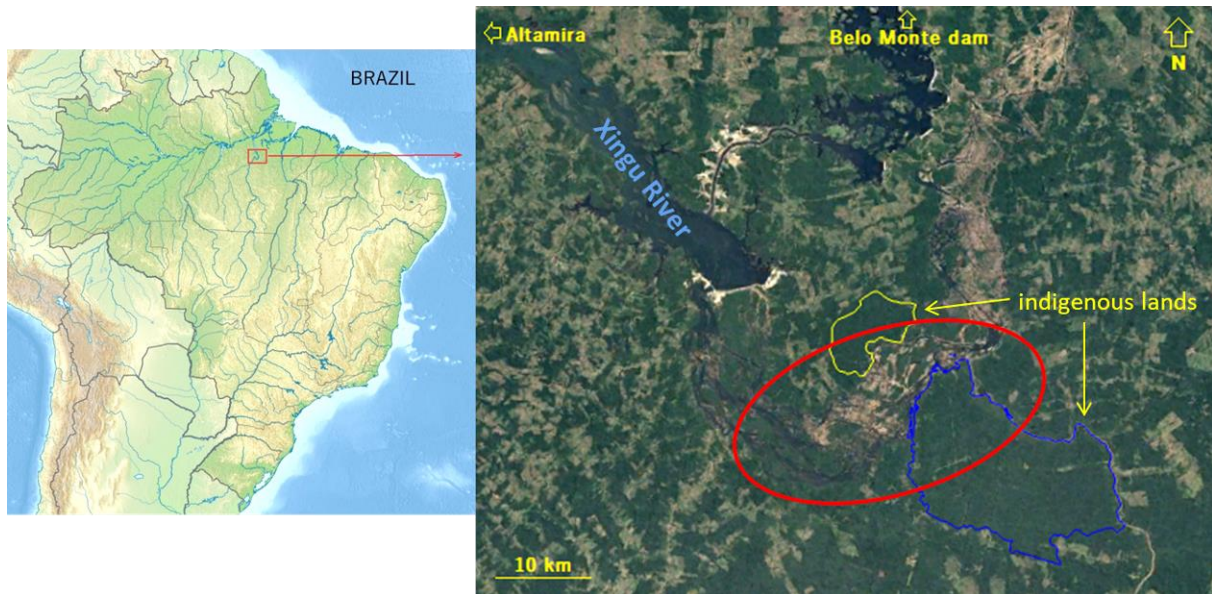 BRAZIL
Altamira
Belo Monte dam
N
Xingu River
indigenous lands
10 km